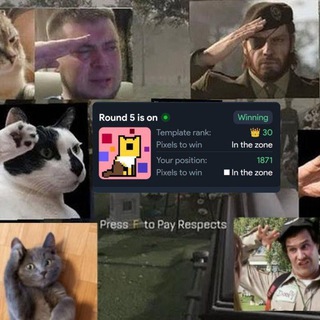 Round 5 is on
Winning
Template rank: 30
Pixels to win In the zone
Your position: 1871
Pixels to win In the zone
Press F to Pay Respects